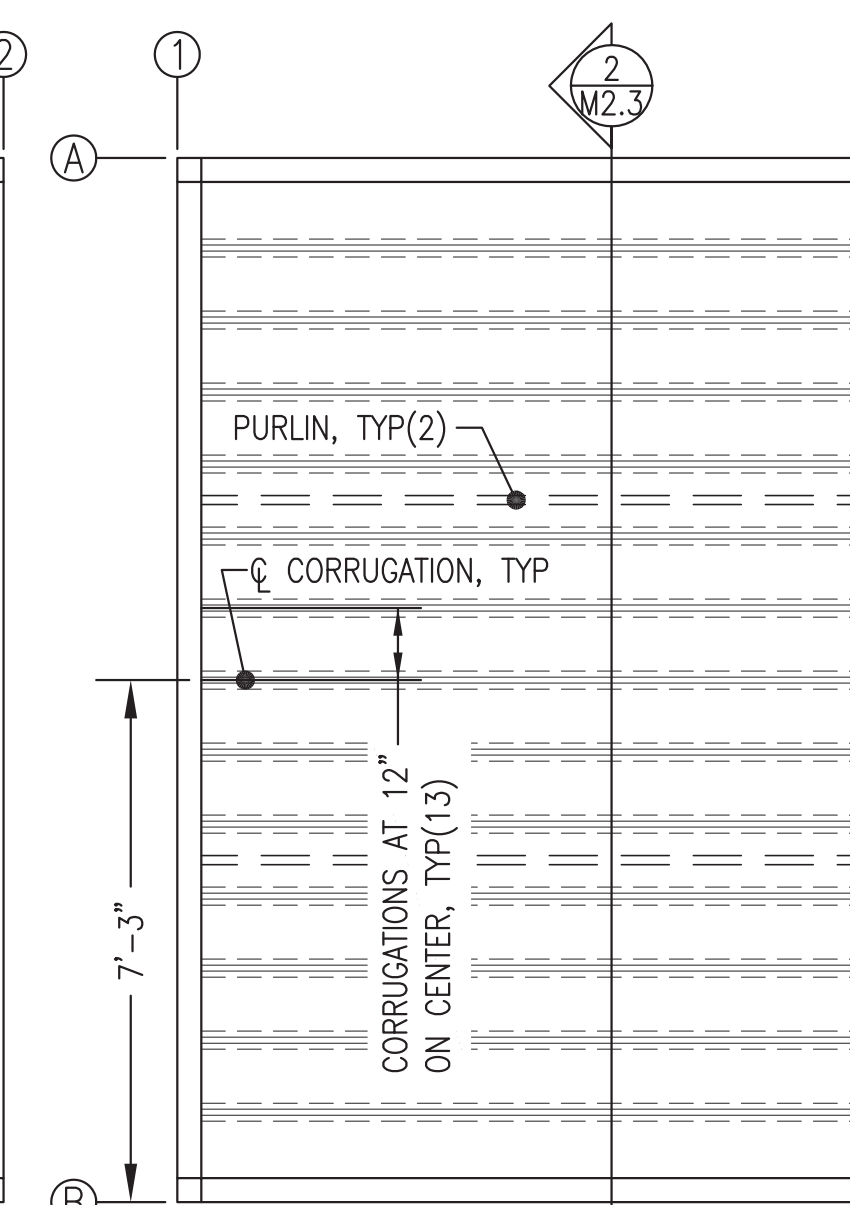 2
1
2
M2.3
A
PURLIN, TYP(2)
℄ CORRUGATION, TYP
CORRUGATIONS AT 12"
ON CENTER, TYP(13)
7'-3"
B